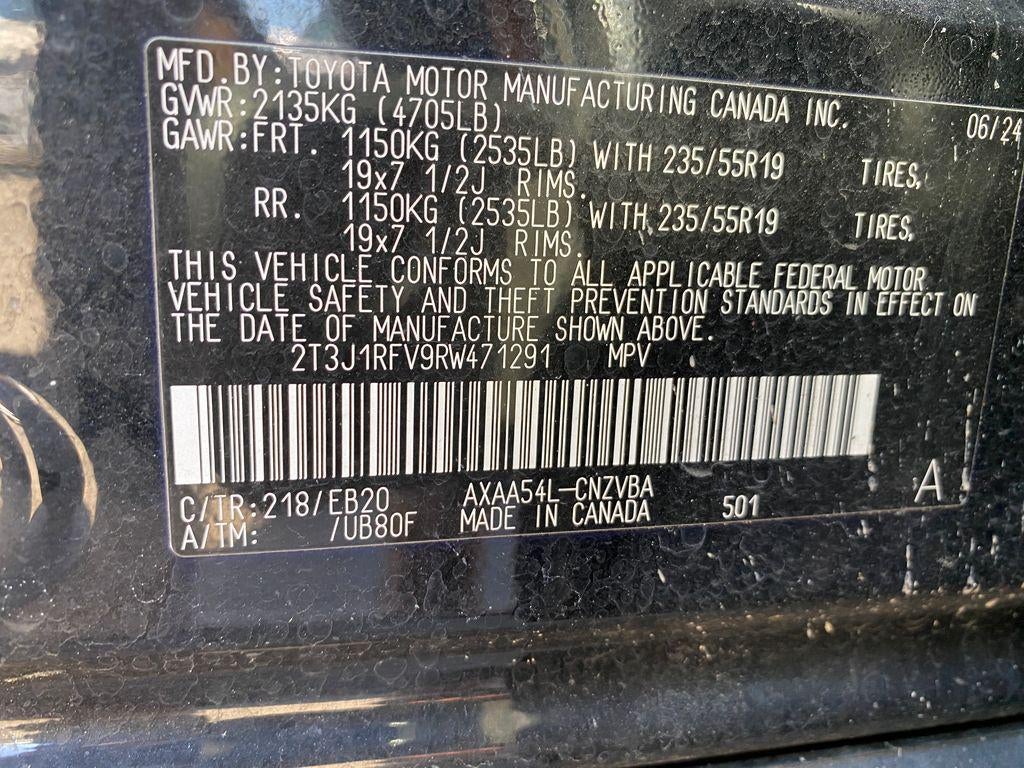 MFD.BY:TOYOTA MOTOR MANUFACTURING CANADA INC. 06/24
GVWR:2135KG (4705LB)
GAWR:FRT. 1150KG (2535LB) WITH 235/55R19 TIRES,
19x7 1/2J RIMS.
RR. 1150KG (2535LB) WITH 235/55R19 TIRES,
19x7 1/2J RIMS.
THIS VEHICLE CONFORMS TO ALL APPLICABLE FEDERAL MOTOR
VEHICLE SAFETY AND THEFT PREVENTION STANDARDS IN EFFECT ON
THE DATE OF MANUFACTURE SHOWN ABOVE.
2T3J1RFV9RW471291 MPV
C/TR:218/EB20 AXAA54L-CNZVBA 501 A
A/TM: /UB80F MADE IN CANADA